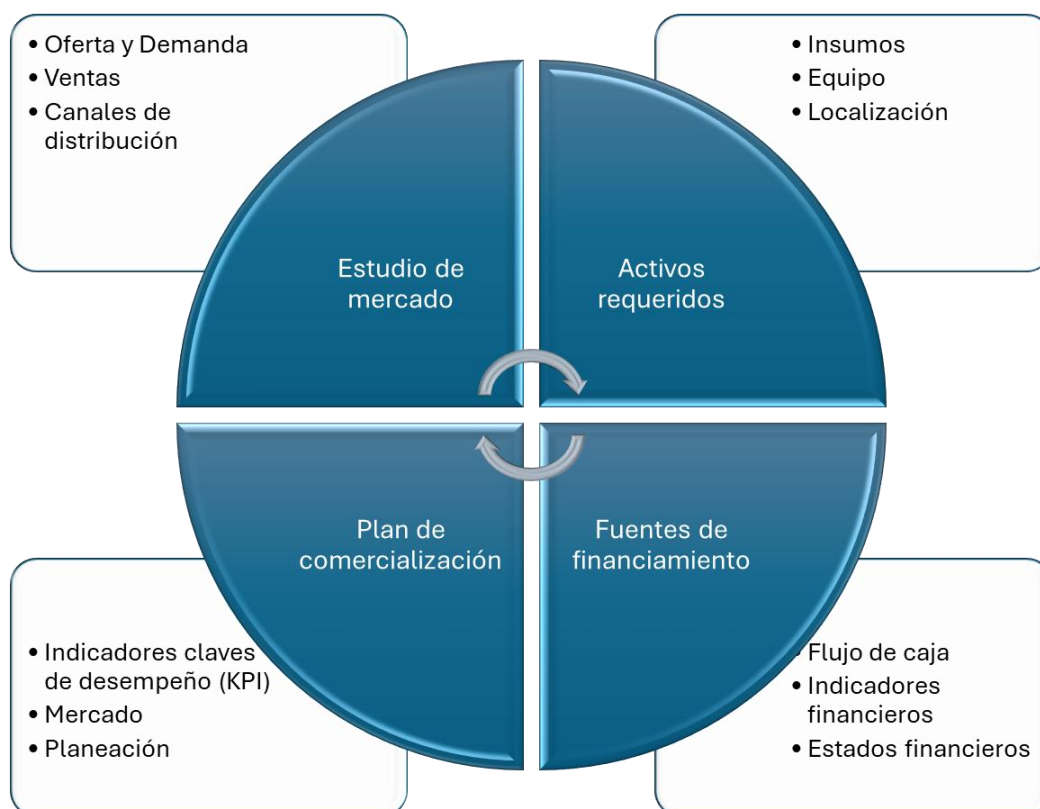 • Oferta y Demanda
• Ventas
• Canales de
distribución
• Insumos
• Equipo
• Localización
Estudio de
mercado
Activos
requeridos
Plan de
comercialización
Fuentes de
financiamiento
• Indicadores claves
de desempeño (KPI)
• Mercado
• Planeación
• Flujo de caja
• Indicadores
financieros
• Estados financieros